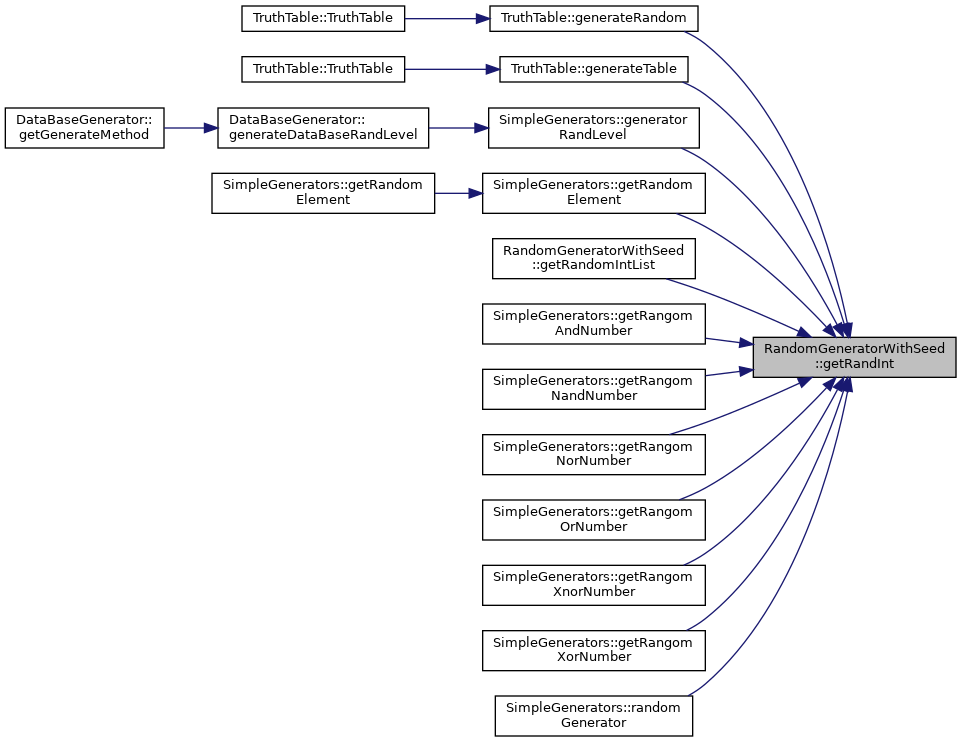 TruthTable::TruthTable
TruthTable::generateRandom
TruthTable::TruthTable
TruthTable::generateTable
DataBaseGenerator::
getGenerateMethod
DataBaseGenerator::
generateDataBaseRandLevel
SimpleGenerators::generator
RandLevel
SimpleGenerators::getRandom
Element
SimpleGenerators::getRandom
Element
RandomGeneratorWithSeed
::getRandomIntList
SimpleGenerators::getRangom
AndNumber
RandomGeneratorWithSeed
::getRandInt
SimpleGenerators::getRangom
NandNumber
SimpleGenerators::getRangom
NorNumber
SimpleGenerators::getRangom
OrNumber
SimpleGenerators::getRangom
XnorNumber
SimpleGenerators::getRangom
XorNumber
SimpleGenerators::random
Generator